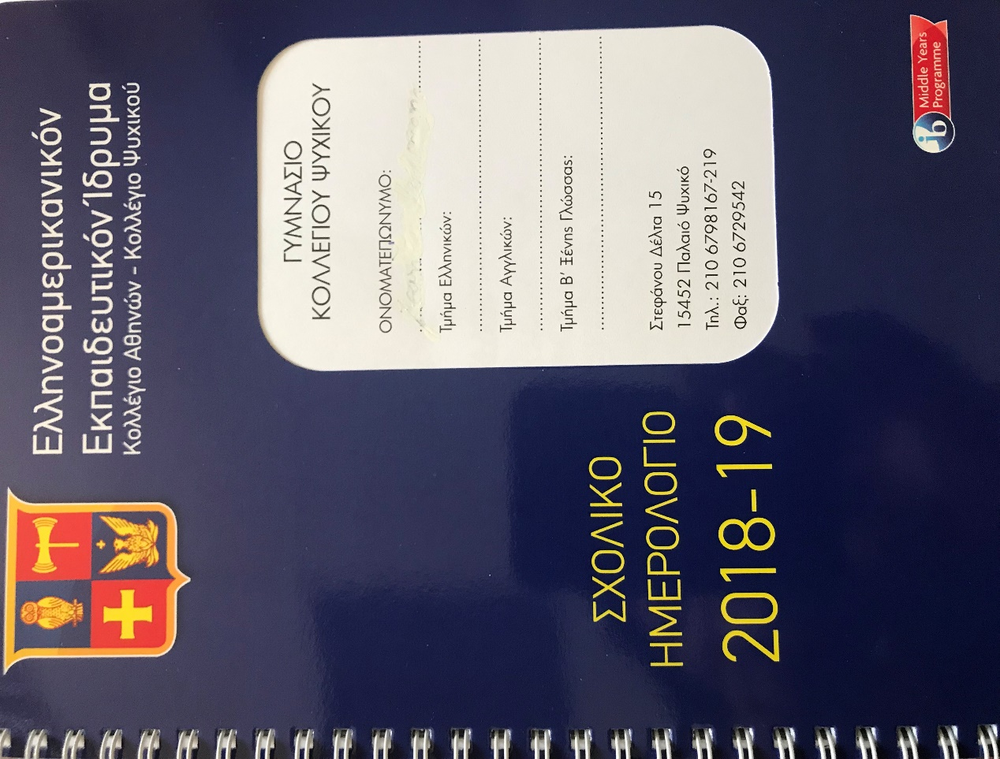 Ελληνοαμερικανικόν
Εκπαιδευτικόν Ίδρυμα
Κολλέγιο Αθηνών - Κολλέγιο Ψυχικού
ΓΥΜΝΑΣΙΟ
ΚΟΛΛΕΓΙΟΥ ΨΥΧΙΚΟΥ
ΟΝΟΜΑΤΕΠΩΝΥΜΟ:
Τμήμα Ελληνικών:
Τμήμα Αγγλικών:
Τμήμα Β' Ξένης Γλώσσας:
Στεφάνου Δέλτα 15
15452 Παλαιό Ψυχικό
Τηλ.: 210 6798167-219
Φαξ: 210 6729542
ΣΧΟΛΙΚΟ
ΗΜΕΡΟΛΟΓΙΟ
2018-19
ib
Middle Years
Programme